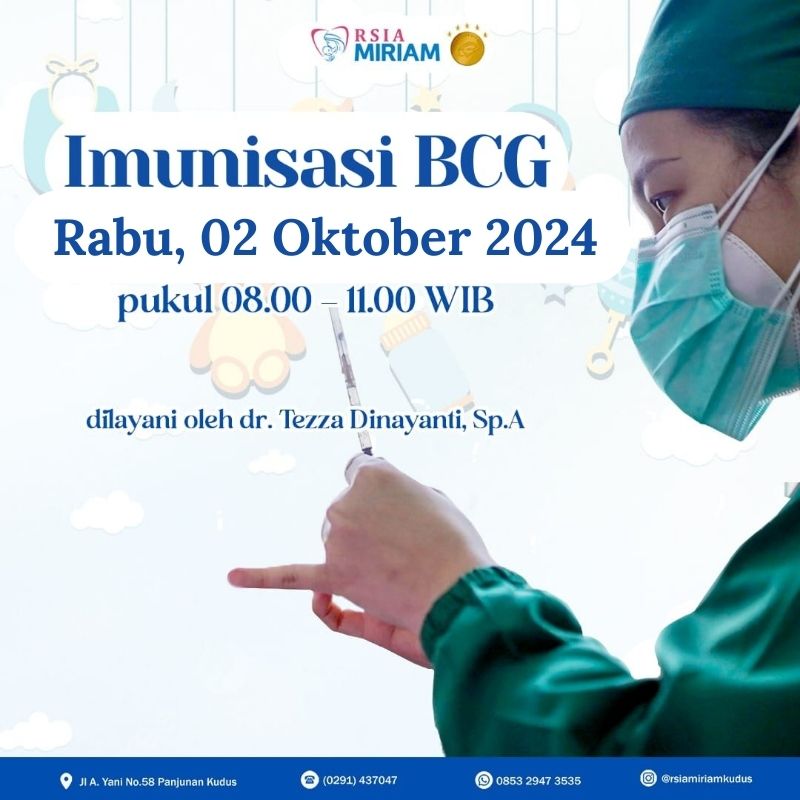 RSIA
MIRIAM
Imunisasi BCG
Rabu, 02 Oktober 2024
pukul 08.00 – 11.00 WIB
dilayani oleh dr. Tezza Dinayanti, Sp.A
Jl A. Yani No.58 Panjunan Kudus
(0291) 437047
0853 2947 3535
@rsiamiriamkudus